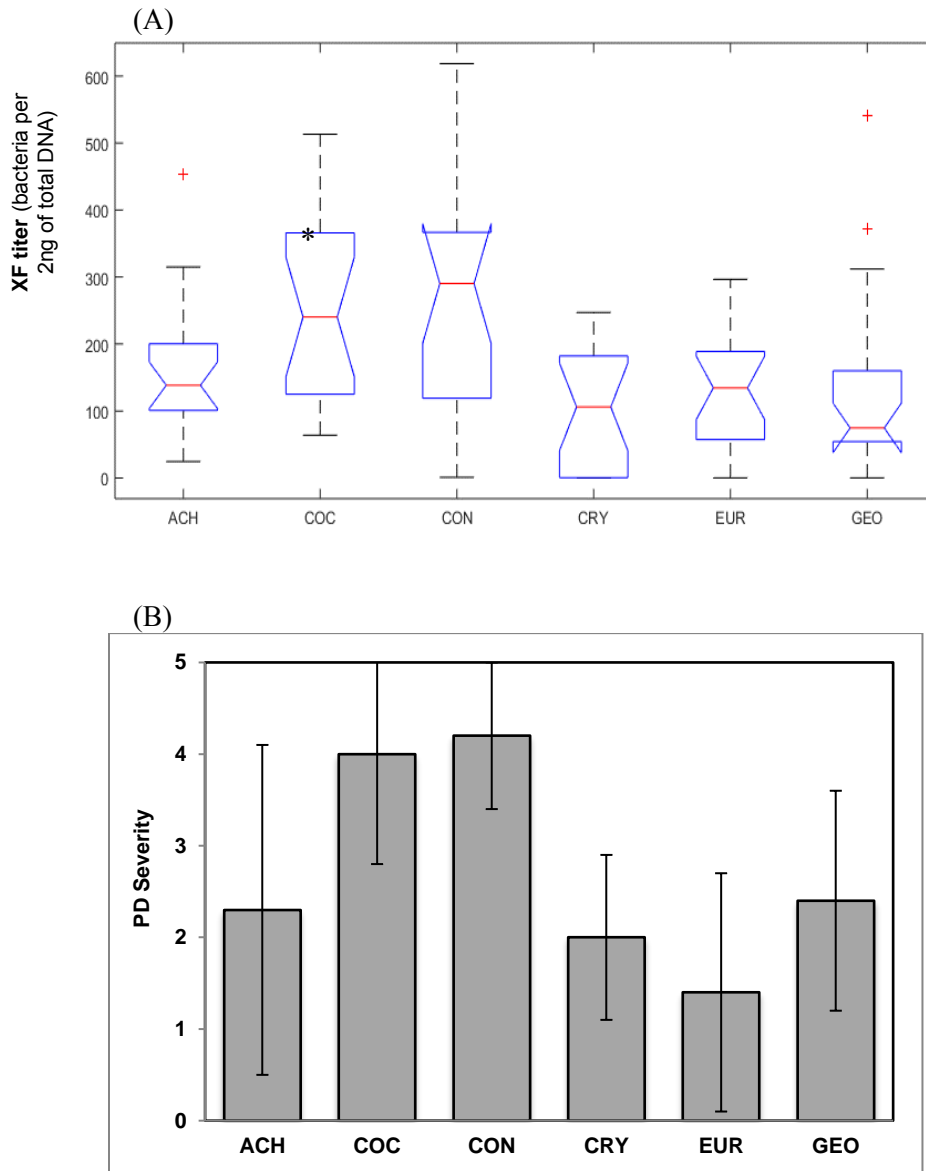 (A)
XF titer (bacteria per
2ng of total DNA)
600
500
400
300
200
100
0
*
ACH COC CON CRY EUR GEO
(B)
PD Severity
5
4
3
2
1
0
ACH COC CON CRY EUR GEO